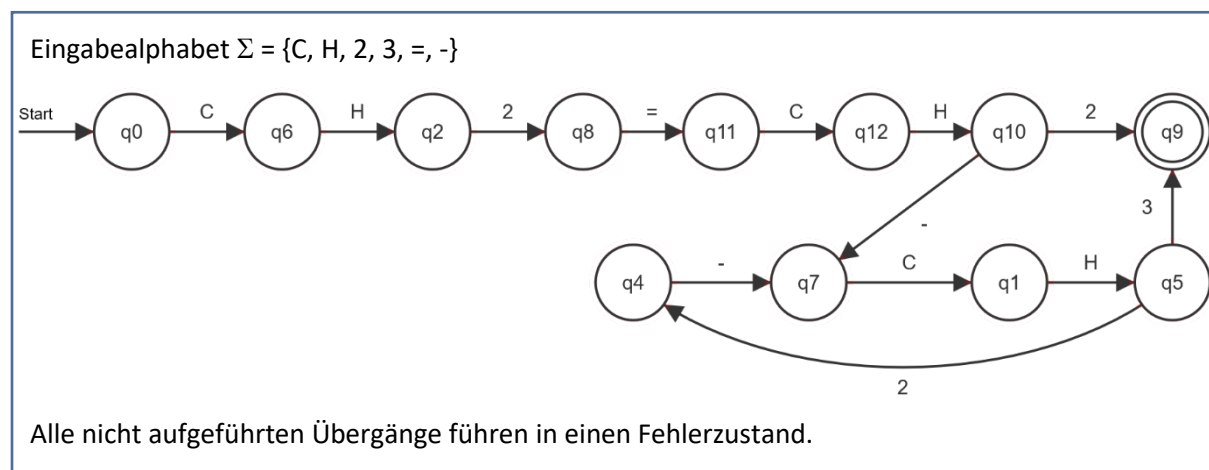 Eingabealphabet Σ = {C, H, 2, 3, =, -}
Start q0 C q6 H q2 2 q8 = q11 C q12 H q10 2 q9
- 3
q4 - q7 C q1 H q5
2
Alle nicht aufgeführten Übergänge führen in einen Fehlerzustand.